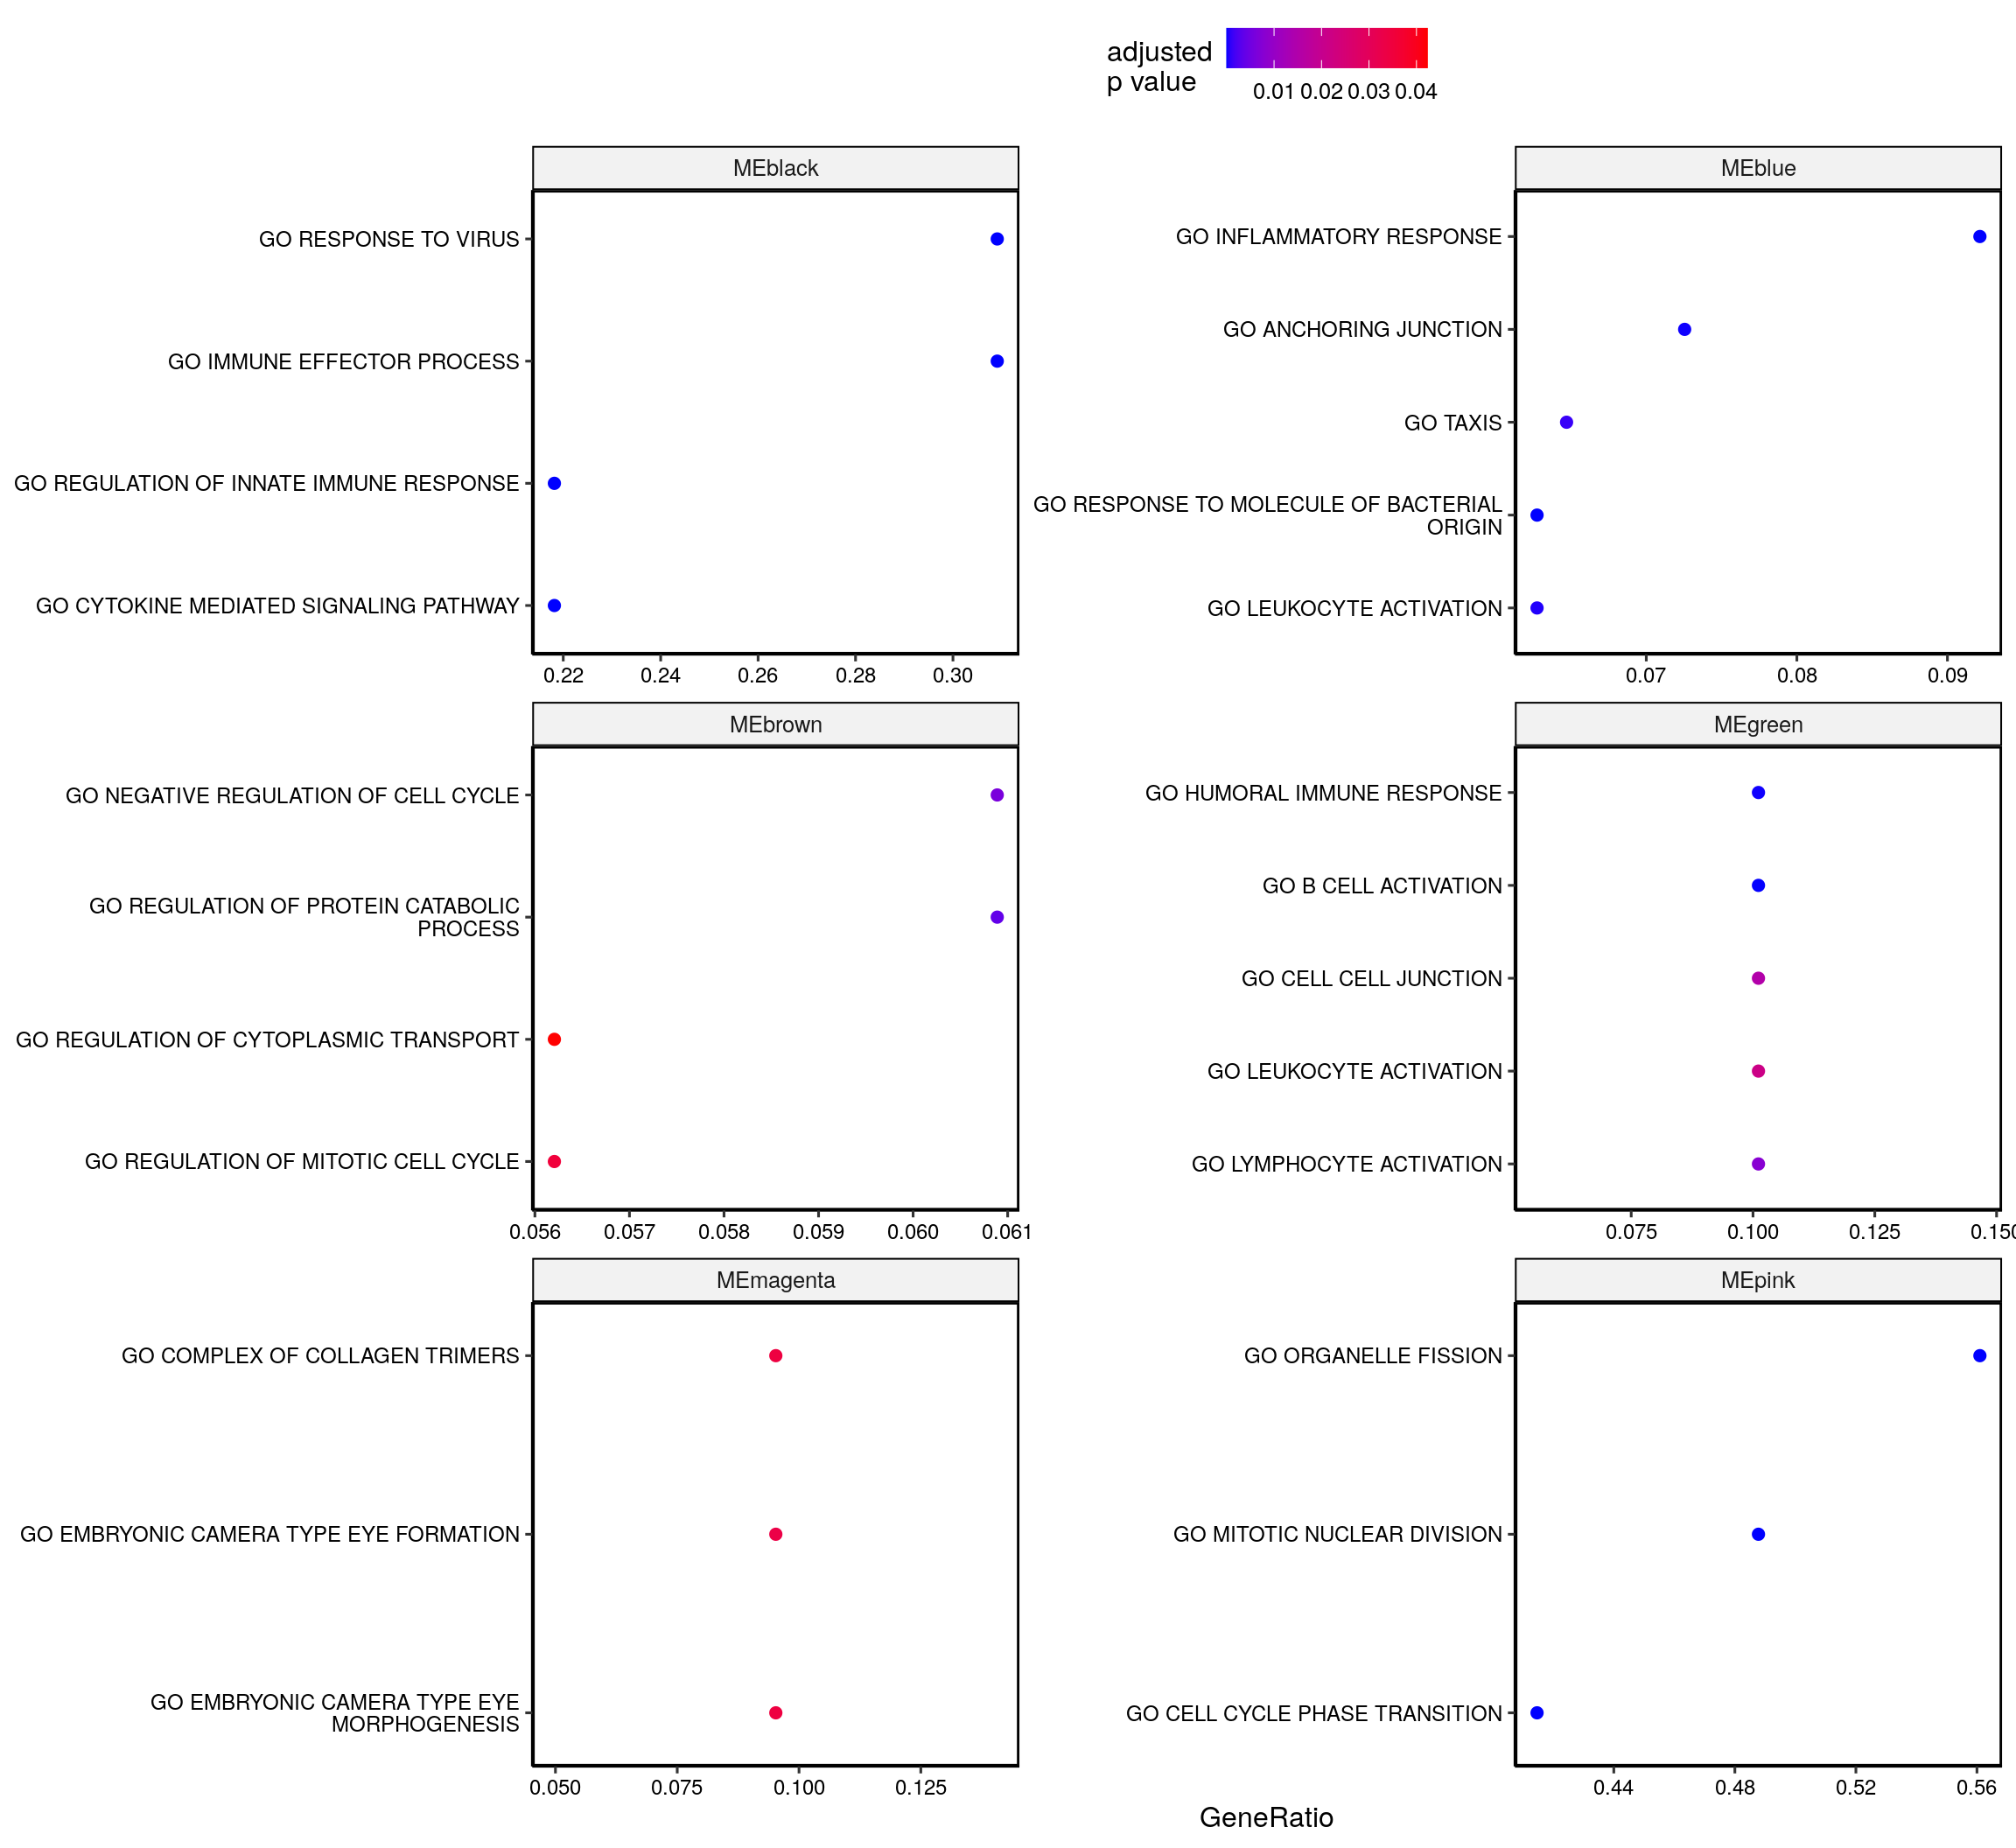 adjusted
p value
0.01 0.02 0.03 0.04
MEblack
GO RESPONSE TO VIRUS
GO IMMUNE EFFECTOR PROCESS
GO REGULATION OF INNATE IMMUNE RESPONSE
GO CYTOKINE MEDIATED SIGNALING PATHWAY
0.22 0.24 0.26 0.28 0.30
MEblue
GO INFLAMMATORY RESPONSE
GO ANCHORING JUNCTION
GO TAXIS
GO RESPONSE TO MOLECULE OF BACTERIAL
ORIGIN
GO LEUKOCYTE ACTIVATION
0.07 0.08 0.09
MEbrown
GO NEGATIVE REGULATION OF CELL CYCLE
GO REGULATION OF PROTEIN CATABOLIC
PROCESS
GO REGULATION OF CYTOPLASMIC TRANSPORT
GO REGULATION OF MITOTIC CELL CYCLE
0.056 0.057 0.058 0.059 0.060 0.061
MEgreen
GO HUMORAL IMMUNE RESPONSE
GO B CELL ACTIVATION
GO CELL CELL JUNCTION
GO LEUKOCYTE ACTIVATION
GO LYMPHOCYTE ACTIVATION
0.075 0.100 0.125 0.150
MEmagenta
GO COMPLEX OF COLLAGEN TRIMERS
GO EMBRYONIC CAMERA TYPE EYE FORMATION
GO EMBRYONIC CAMERA TYPE EYE
MORPHOGENESIS
0.050 0.075 0.100 0.125
MEpink
GO ORGANELLE FISSION
GO MITOTIC NUCLEAR DIVISION
GO CELL CYCLE PHASE TRANSITION
0.44 0.48 0.52 0.56
GeneRatio